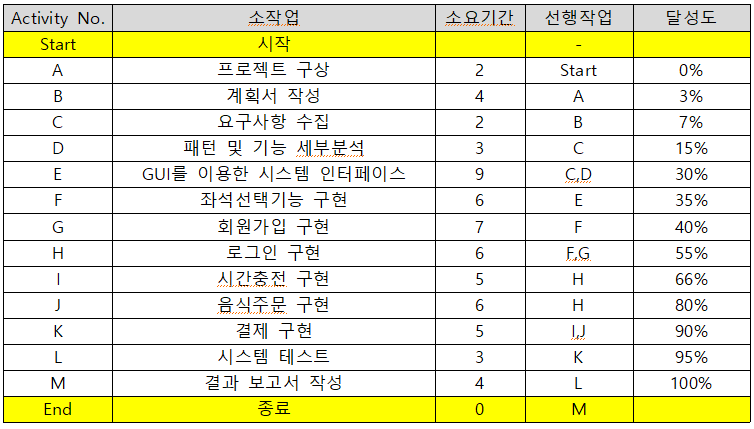 Activity No. 소작업 소요기간 선행작업 달성도
Start 시작 -
A 프로젝트 구상 2 Start 0%
B 계획서 작성 4 A 3%
C 요구사항 수집 2 B 7%
D 패턴 및 기능 세부분석 3 C 15%
E GUI를 이용한 시스템 인터페이스 9 C,D 30%
F 좌석선택기능 구현 6 E 35%
G 회원가입 구현 7 F 40%
H 로그인 구현 6 F,G 55%
I 시간충전 구현 5 H 66%
J 음식주문 구현 6 H 80%
K 결제 구현 5 I,J 90%
L 시스템 테스트 3 K 95%
M 결과 보고서 작성 4 L 100%
End 종료 0 M